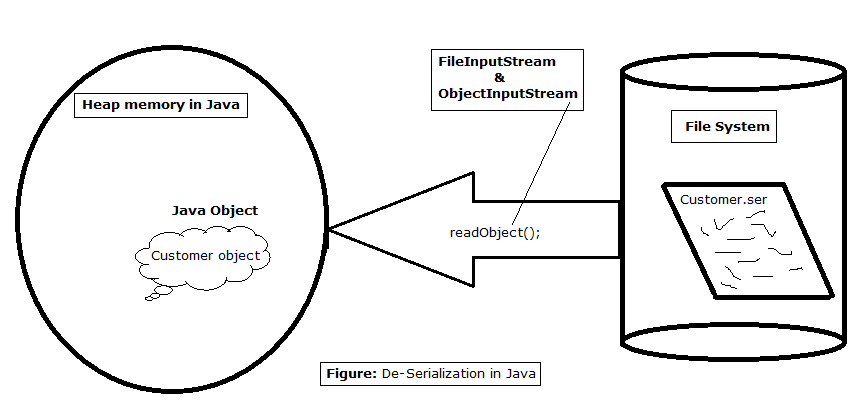 Heap memory in Java
Java Object
Customer object
FileInputStream
&
ObjectInputStream
readObject();
File System
Customer.ser
Figure: De-Serialization in Java